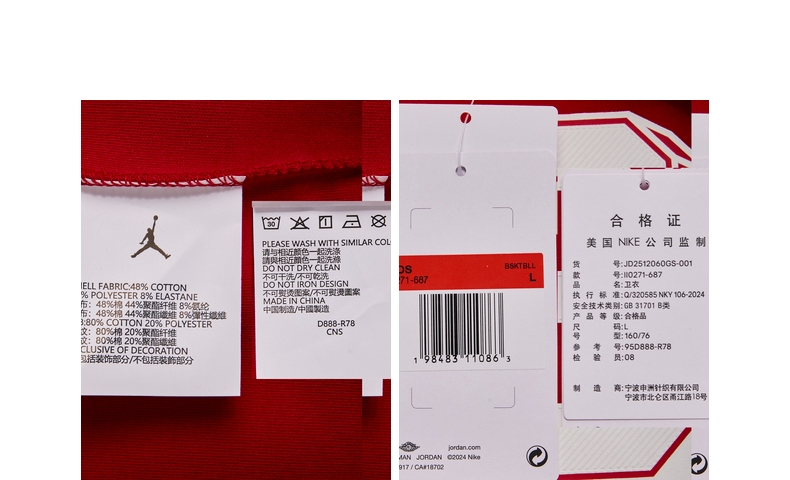 ELL FABRIC:48% COTTON
% POLYESTER 8% ELASTANE
布: 48%棉 44%聚酯纤维 8%氨纶
布: 48%棉 44%聚酯纖維 8%彈性纖維
B:80% COTTON 20% POLYESTER
纹: 80%棉 20%聚酯纤维
紋: 80%棉 20%聚酯纖維
CLUSIVE OF DECORATION
包括装饰部分/不包括裝飾部分
30
PLEASE WASH WITH SIMILAR COL
请与相近颜色一起洗涤
請與相近顏色一起洗滌
DO NOT DRY CLEAN
不可干洗/不可乾洗
DO NOT IRON DESIGN
不可熨烫图案/不可熨燙圖案
MADE IN CHINA
中国制造/中國製造
D888-R78
CNS
OS
BSKTBLL
0271-687
L
1 98483 11086 3
jordan.com
MAN JORDAN ©2024 Nike
917 / CA#18702
合格证
美国 NIKE 公司监制
货号:JD2512060GS-001
款号:II0271-687
品名:卫衣
执行标准:Q/320585 NKY 106-2024
安全技术类别:GB 31701 B类
产品等级:合格品
尺码:L
号型:160/76
参考号:95D888-R78
检验员:08
制造商:宁波申洲针织有限公司
宁波市北仑区甬江路18号